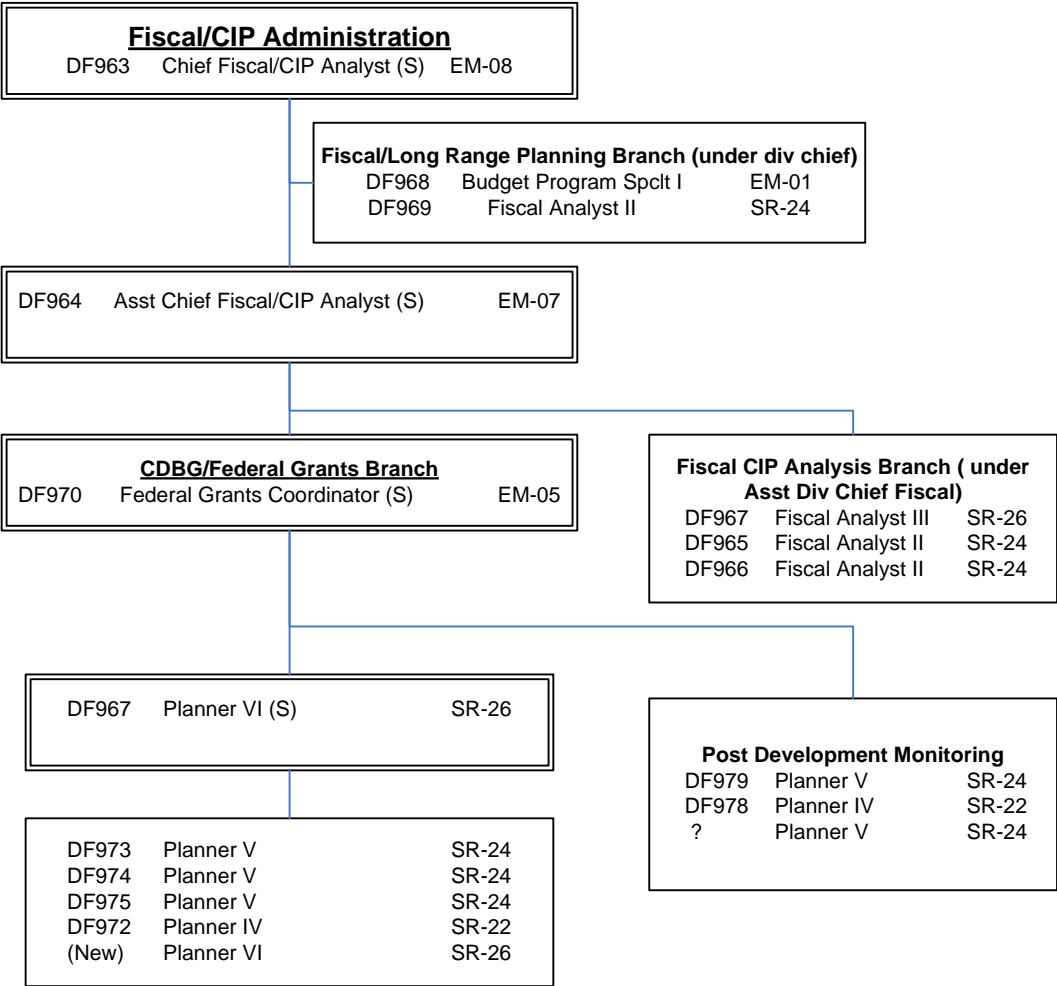 Fiscal/CIP Administration
DF963 Chief Fiscal/CIP Analyst (S) EM-08
Fiscal/Long Range Planning Branch (under div chief)
DF968 Budget Program Spclt I EM-01
DF969 Fiscal Analyst II SR-24
DF964 Asst Chief Fiscal/CIP Analyst (S) EM-07
CDBG/Federal Grants Branch
DF970 Federal Grants Coordinator (S) EM-05
Fiscal CIP Analysis Branch ( under
Asst Div Chief Fiscal)
DF967 Fiscal Analyst III SR-26
DF965 Fiscal Analyst II SR-24
DF966 Fiscal Analyst II SR-24
DF967 Planner VI (S) SR-26
Post Development Monitoring
DF979 Planner V SR-24
DF978 Planner IV SR-22
? Planner V SR-24
DF973 Planner V SR-24
DF974 Planner V SR-24
DF975 Planner V SR-24
DF972 Planner IV SR-22
(New) Planner VI SR-26